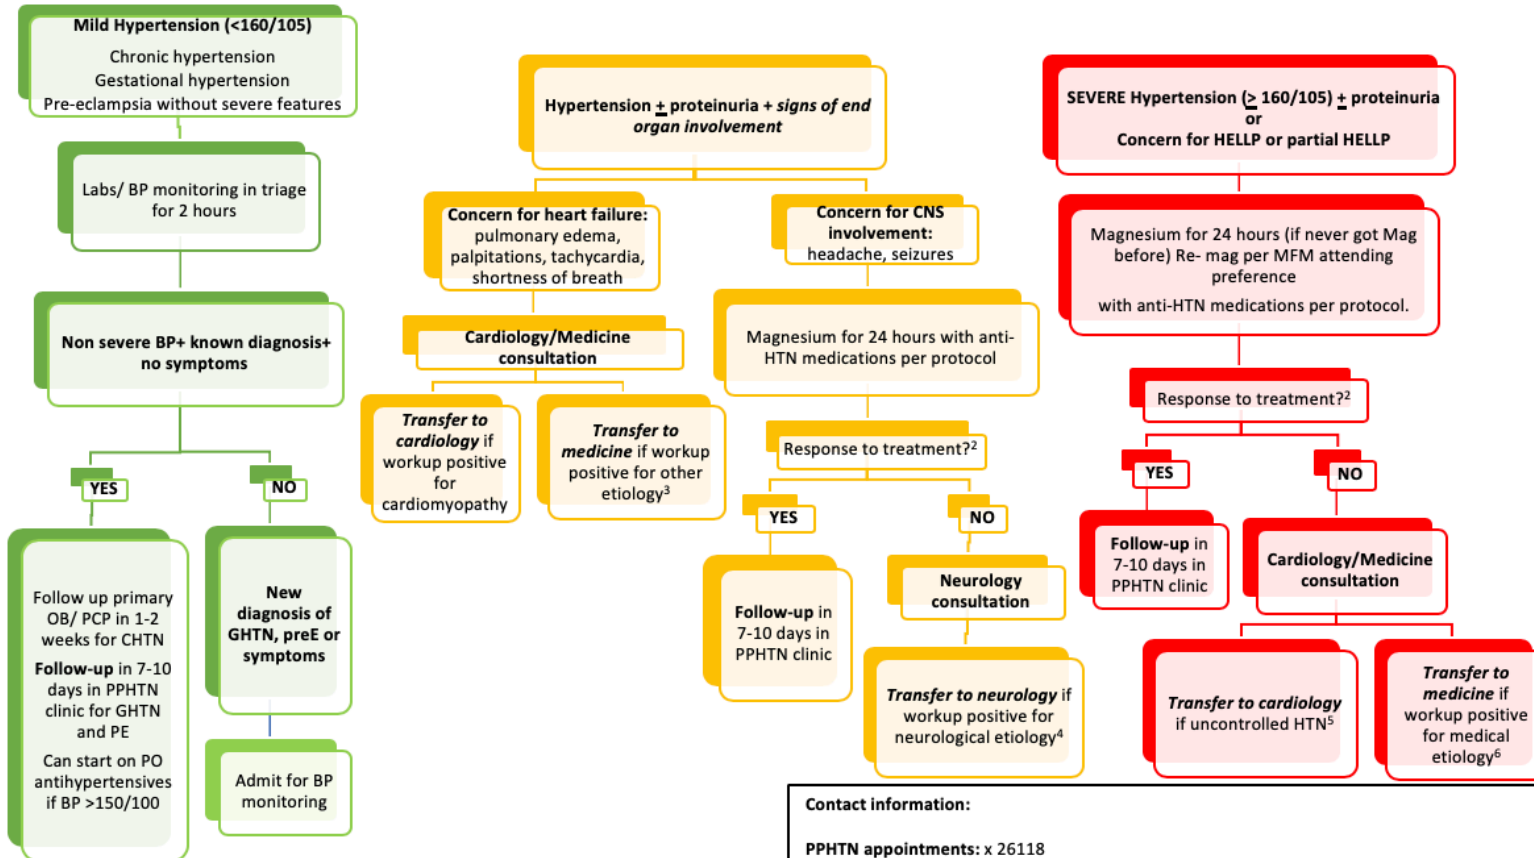 Mild Hypertension (<160/105)
Chronic hypertension
Gestational hypertension
Pre-eclampsia without severe features
Labs/ BP monitoring in triage
for 2 hours
Non severe BP+ known diagnosis+
no symptoms
YES
NO
Follow up primary
OB/ PCP in 1-2
weeks for CHTN
Follow-up in 7-10
days in PPHTN
clinic for GHTN
and PE
Can start on PO
antihypertensives
if BP >150/100
New
diagnosis of
GHTN, preE or
symptoms
Admit for BP
monitoring
Hypertension ± proteinuria + signs of end
organ involvement
Concern for heart failure:
pulmonary edema,
palpitations, tachycardia,
shortness of breath
Cardiology/Medicine
consultation
Transfer to
cardiology if
workup positive
for
cardiomyopathy
Transfer to
medicine if workup
positive for other
etiology³
Concern for CNS
involvement:
headache, seizures
Magnesium for 24 hours with anti-
HTN medications per protocol
Response to treatment?²
YES
NO
Follow-up in
7-10 days in
PPHTN clinic
Neurology
consultation
Transfer to neurology if
workup positive for
neurological etiology⁴
SEVERE Hypertension (≥ 160/105) ± proteinuria
or
Concern for HELLP or partial HELLP
Magnesium for 24 hours (if never got Mag
before) Re- mag per MFM attending
preference
with anti-HTN medications per protocol.
Response to treatment?²
YES
NO
Follow-up in
7-10 days in
PPHTN clinic
Cardiology/Medicine
consultation
Transfer to cardiology
if uncontrolled HTN⁵
Transfer to
medicine if
workup positive
for medical
etiology⁶
Contact information:
PPHTN appointments: x 26118